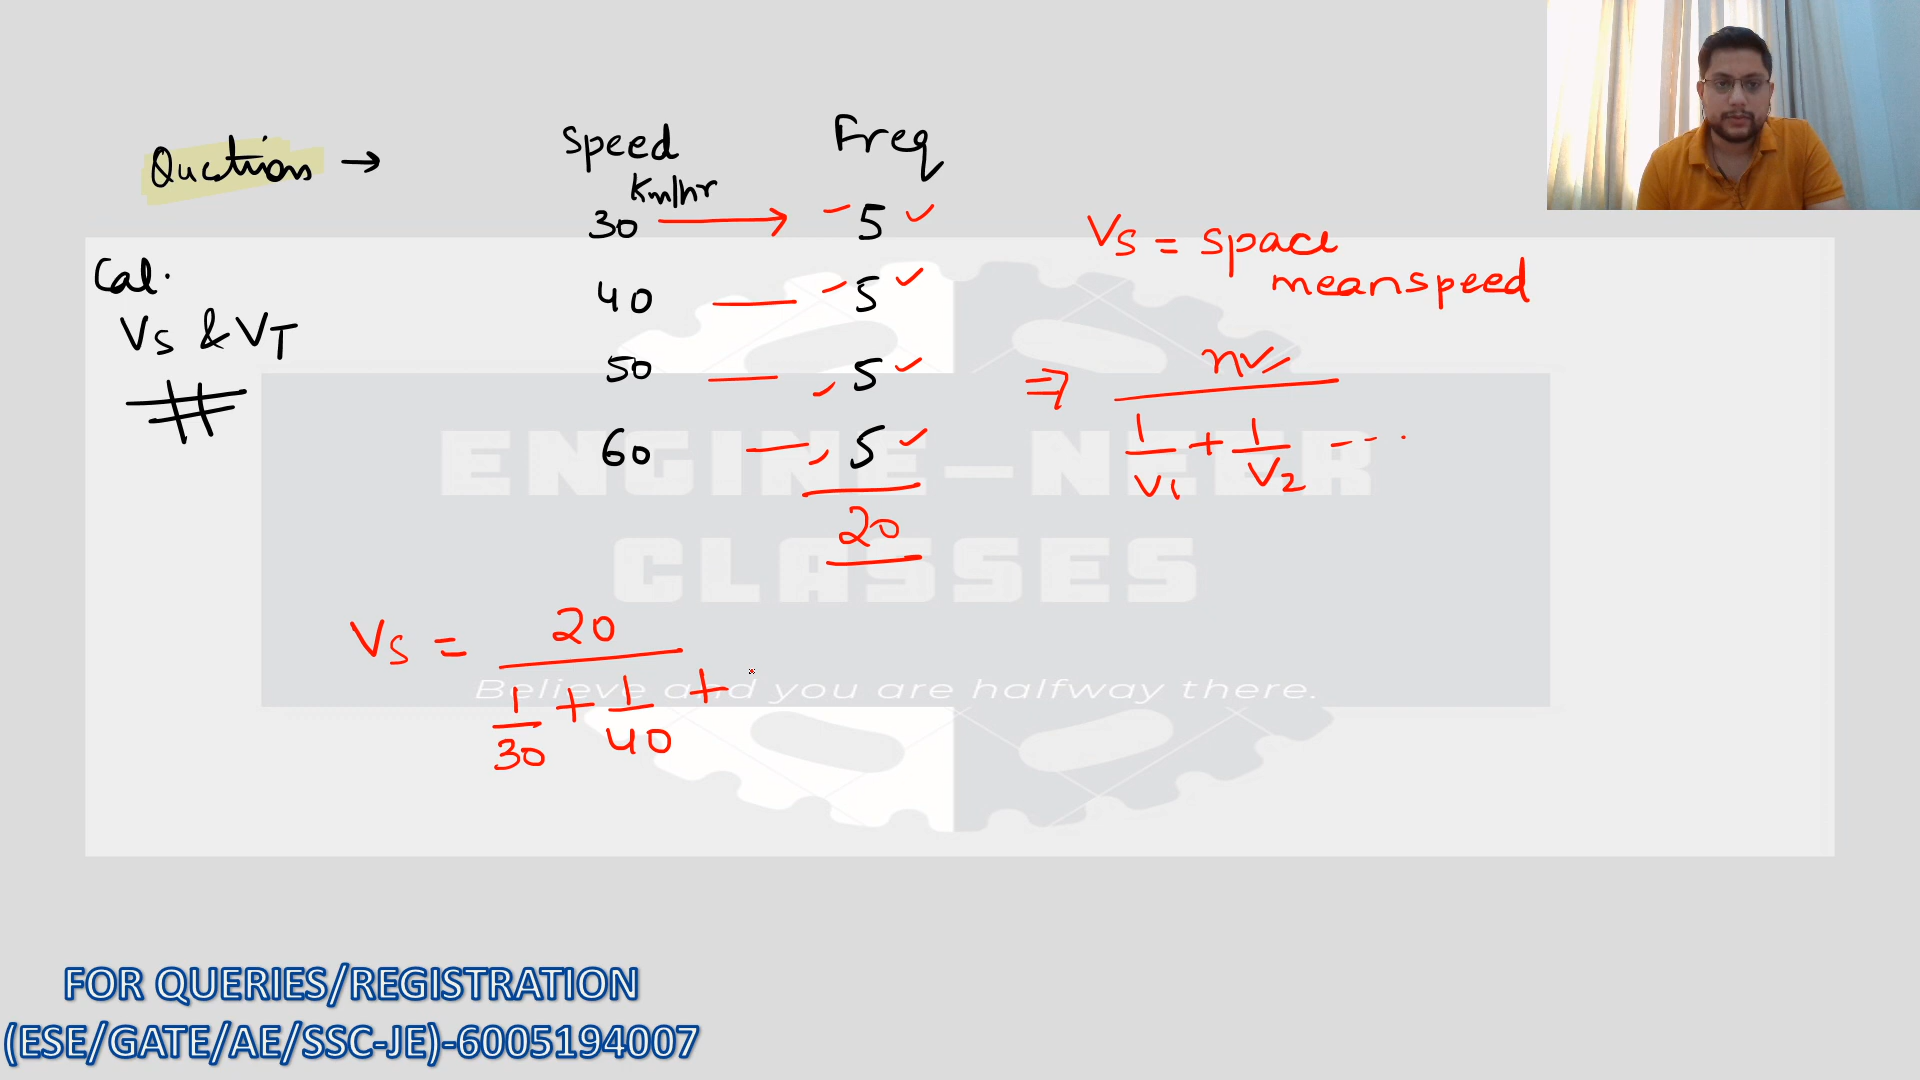 Quction →
Speed Freq
Km/hr
30 → - 5 ✓
40 — - 5 ✓
50 — - 5 ✓
60 — - 5 ✓
20
Cal.
Vs & VT
Vs = space
meanspeed
⇒ n✓
1/V1 + 1/V2 ----
Vs = 20
1/30 + 1/40 +
ENGINE-NEER
CLASSES
Believe and you are halfway there.
FOR QUERIES/REGISTRATION
(ESE/GATE/AE/SSC-JE)-6005194007